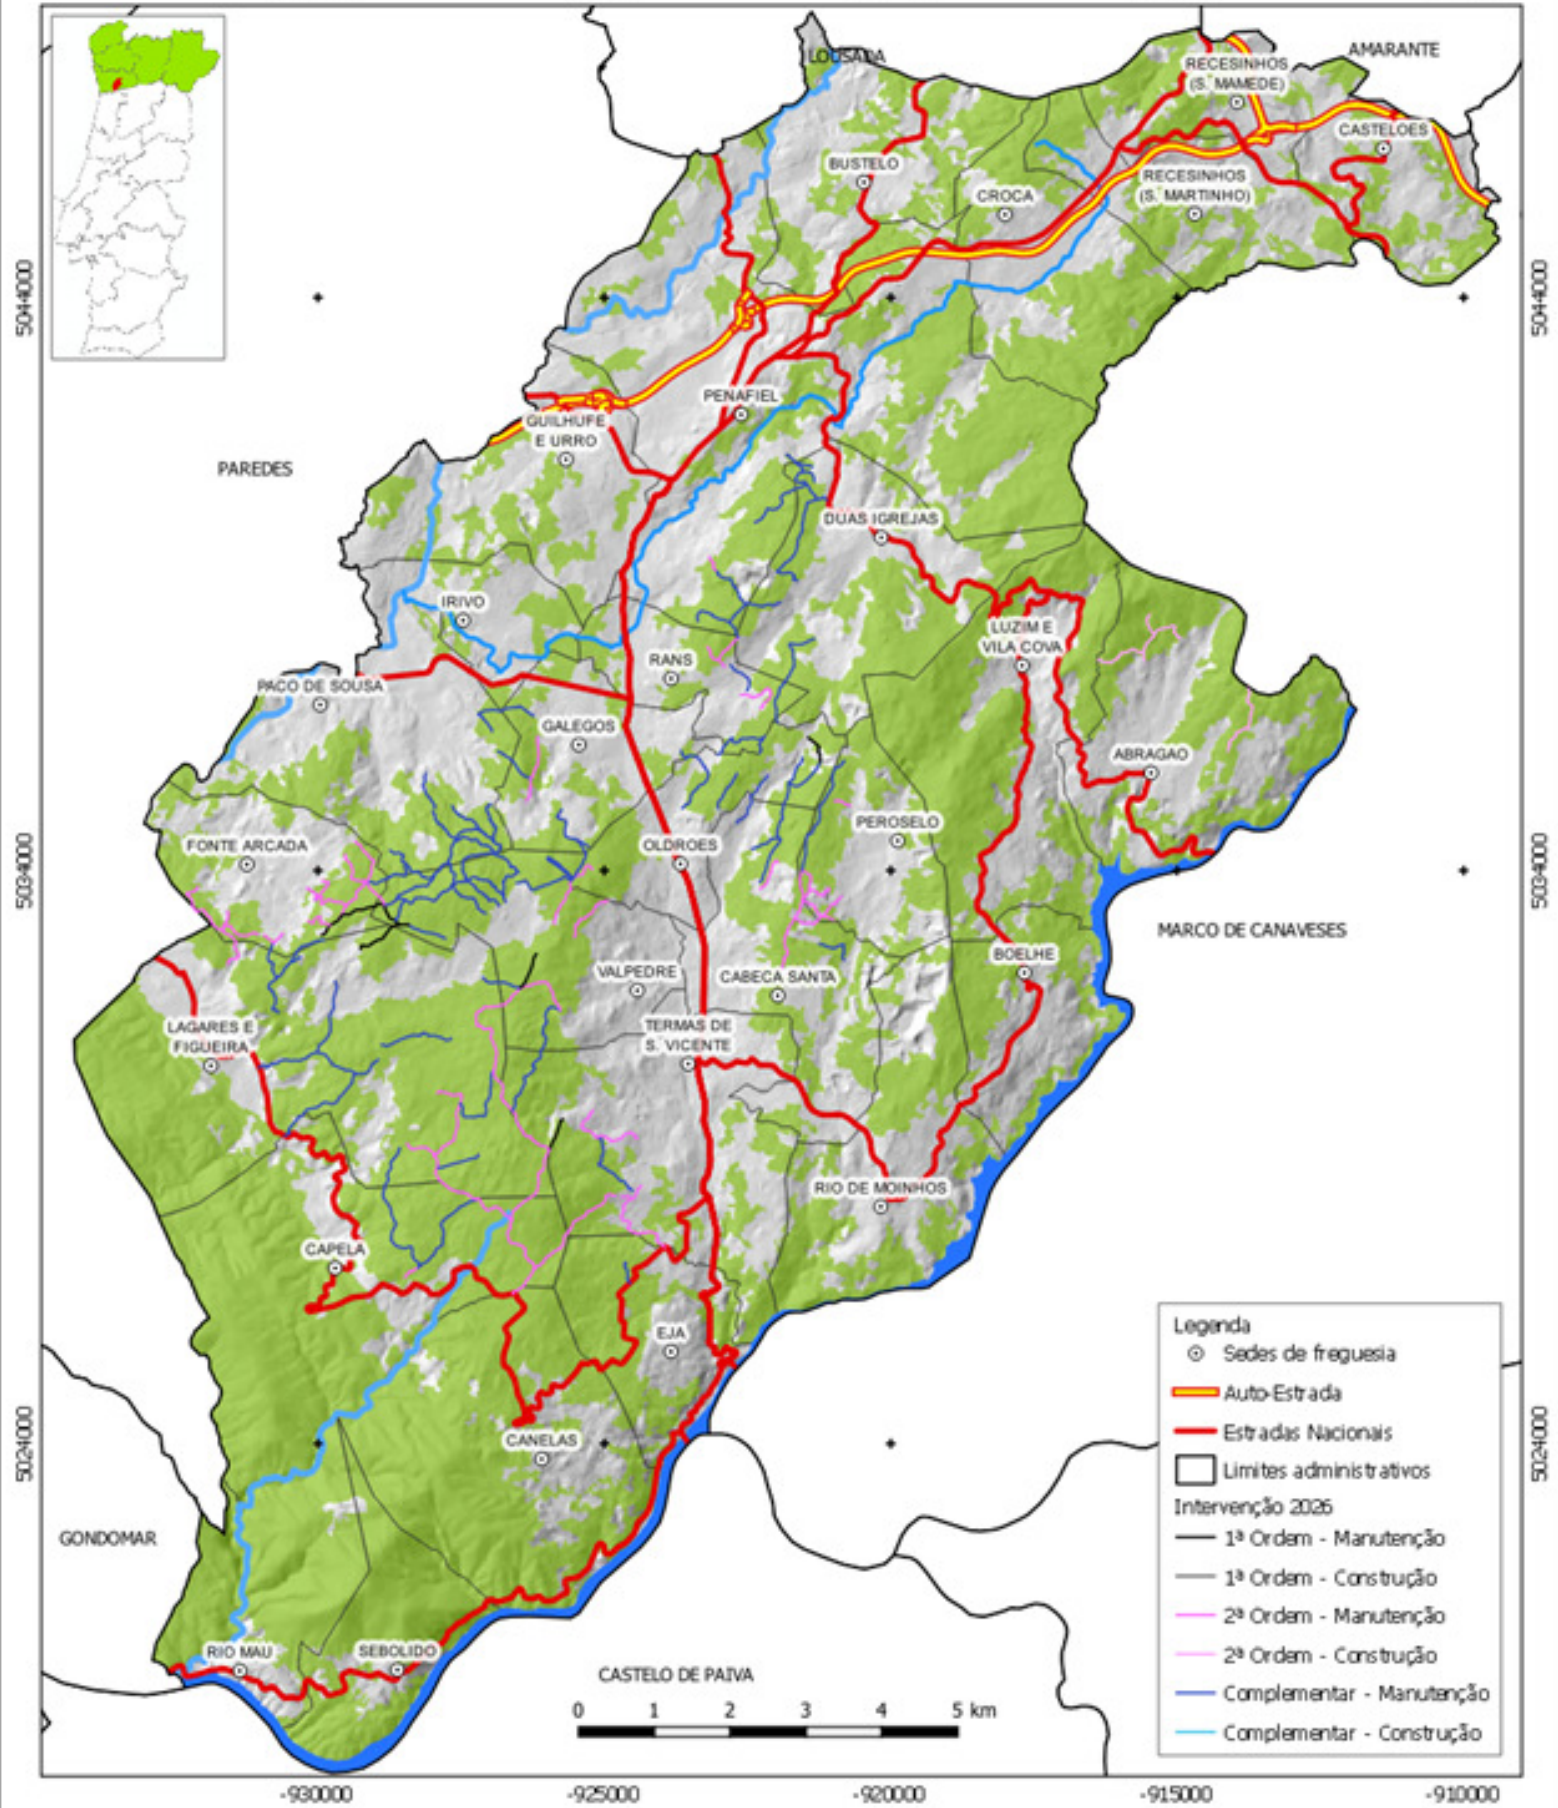 LOUSADA
AMARANTE
RECESINHOS
(S. MAMEDE)
CASTELOES
BUSTELO
CROCA
RECESINHOS
(S. MARTINHO)
5044000
5044000
PENAFIEL
GUILHUFE
E URRO
PAREDES
DUAS IGREJAS
IRIVO
LUZIM E
VILA COVA
RANS
PACO DE SOUSA
GALEGOS
ABRAGAO
PEROSELO
FONTE ARCADA
OLDROES
5034000
5034000
MARCO DE CANAVESES
BOELHE
VALPEDRE
CABECA SANTA
LAGARES E
FIGUEIRA
TERMAS DE
S. VICENTE
RIO DE MOINHOS
CAPELA
EJA
CANELAS
5024000
5024000
GONDOMAR
RIO MAU
SEBOLIDO
CASTELO DE PAIVA
0 1 2 3 4 5 km
Legenda
Sedes de freguesia
Auto-Estrada
Estradas Nacionais
Limites administrativos
Intervenção 2026
1ª Ordem - Manutenção
1ª Ordem - Construção
2ª Ordem - Manutenção
2ª Ordem - Construção
Complementar - Manutenção
Complementar - Construção
-930000 -925000 -920000 -915000 -910000